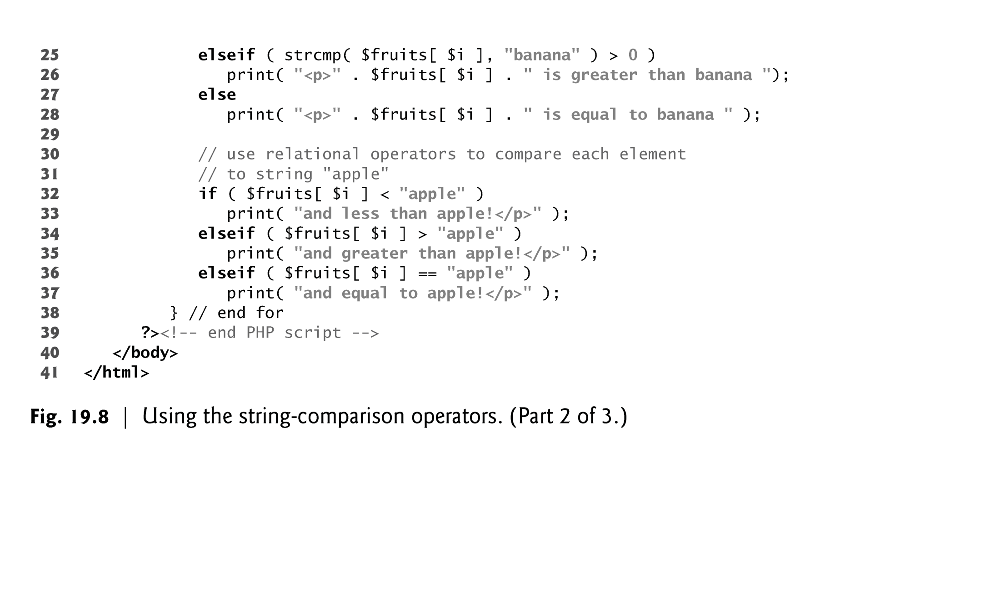 25 elseif ( strcmp( $fruits[ $i ], "banana" ) > 0 )
26 print( "<p>" . $fruits[ $i ] . " is greater than banana ");
27 else
28 print( "<p>" . $fruits[ $i ] . " is equal to banana " );
29
30 // use relational operators to compare each element
31 // to string "apple"
32 if ( $fruits[ $i ] < "apple" )
33 print( "and less than apple!</p>" );
34 elseif ( $fruits[ $i ] > "apple" )
35 print( "and greater than apple!</p>" );
36 elseif ( $fruits[ $i ] == "apple" )
37 print( "and equal to apple!</p>" );
38 } // end for
39 ?><!-- end PHP script -->
40 </body>
41 </html>
Fig. 19.8 | Using the string-comparison operators. (Part 2 of 3.)